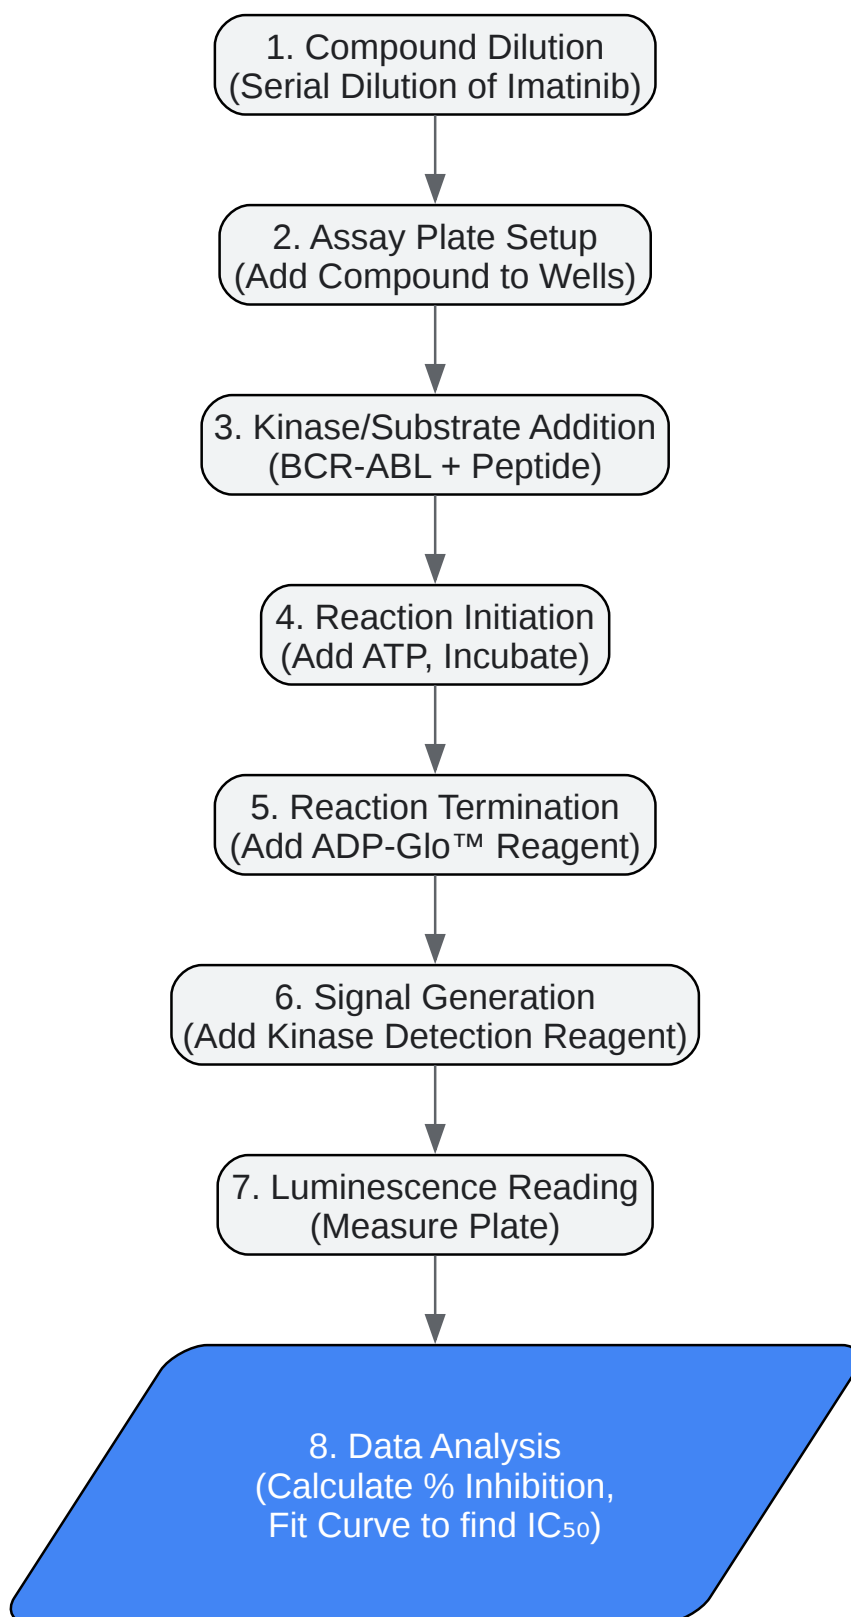 1. Compound Dilution
(Serial Dilution of Imatinib)
2. Assay Plate Setup
(Add Compound to Wells)
3. Kinase/Substrate Addition
(BCR-ABL + Peptide)
4. Reaction Initiation
(Add ATP, Incubate)
5. Reaction Termination
(Add ADP-Glo™ Reagent)
6. Signal Generation
(Add Kinase Detection Reagent)
7. Luminescence Reading
(Measure Plate)
8. Data Analysis
(Calculate % Inhibition,
Fit Curve to find IC₅₀)